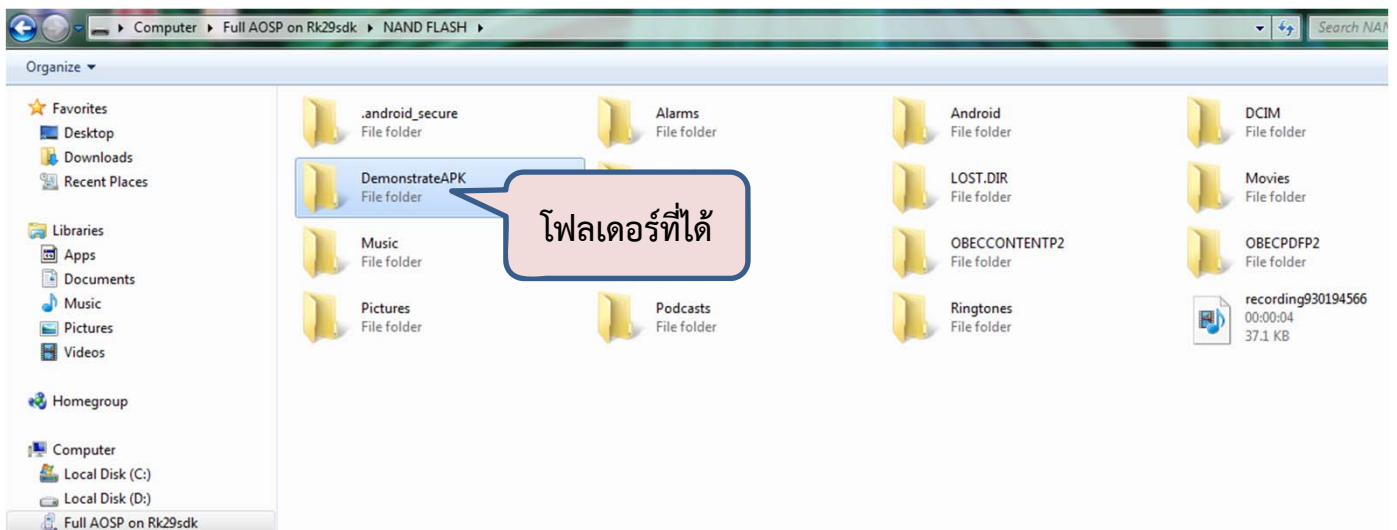 Computer ▸ Full AOSP on Rk29sdk ▸ NAND FLASH ▸
Search NAN
Organize ▾
Favorites
Desktop
Downloads
Recent Places
Libraries
Apps
Documents
Music
Pictures
Videos
Homegroup
Computer
Local Disk (C:)
Local Disk (D:)
Full AOSP on Rk29sdk
.android_secure
File folder
Alarms
File folder
Android
File folder
DCIM
File folder
DemonstrateAPK
File folder
LOST.DIR
File folder
Movies
File folder
โฟลเดอร์ที่ได้
Music
File folder
OBECCONTENTP2
File folder
OBECPDFP2
File folder
Pictures
File folder
Podcasts
File folder
Ringtones
File folder
recording930194566
00:00:04
37.1 KB